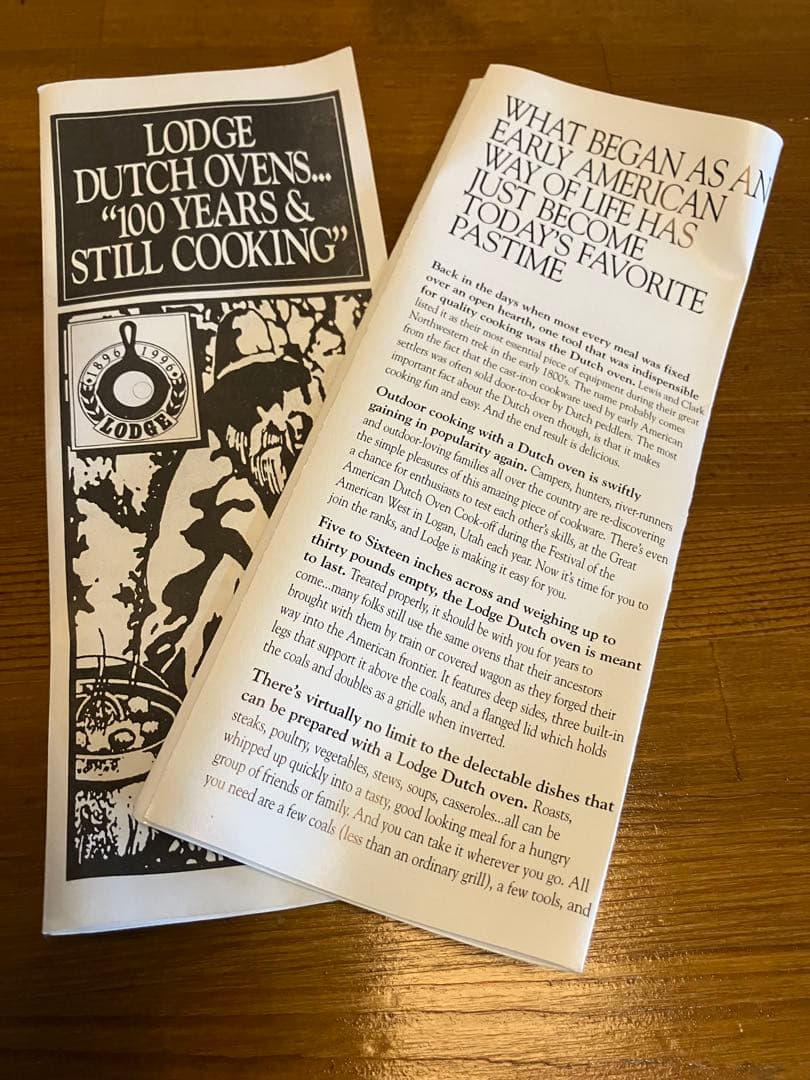 LODGE
DUTCH OVENS...
“100 YEARS &
STILL COOKING”
1896 1996
LODGE
WHAT BEGAN AS AN
EARLY AMERICAN
WAY OF LIFE HAS
JUST BECOME
TODAY'S FAVORITE
PASTIME
Back in the days when most every meal was fixed
over an open hearth, one tool that was indispensible
for quality cooking was the Dutch oven. Lewis and Clark
listed it as their most essential piece of equipment during their great
Northwestern trek in the early 1800's. The name probably comes
from the fact that the cast-iron cookware used by early American
settlers was often sold door-to-door by Dutch peddlers. The most
important fact about the Dutch oven though, is that it makes
cooking fun and easy. And the end result is delicious.
Outdoor cooking with a Dutch oven is swiftly
gaining in popularity again. Campers, hunters, river-runners
and outdoor-loving families all over the country are re-discovering
the simple pleasures of this amazing piece of cookware. There's even
a chance for enthusiasts to test each other's skills, at the Great
American Dutch Oven Cook-off during the Festival of the
American West in Logan, Utah each year. Now it's time for you to
join the ranks, and Lodge is making it easy for you.
Five to Sixteen inches across and weighing up to
thirty pounds empty, the Lodge Dutch oven is meant
to last. Treated properly, it should be with you for years to
come...many folks still use the same ovens that their ancestors
brought with them by train or covered wagon as they forged their
way into the American frontier. It features deep sides, three built-in
legs that support it above the coals, and a flanged lid which holds
the coals and doubles as a gridle when inverted.
There's virtually no limit to the delectable dishes that
can be prepared with a Lodge Dutch oven. Roasts,
steaks, poultry, vegetables, stews, soups, casseroles...all can be
whipped up quickly into a tasty, good looking meal for a hungry
group of friends or family. And you can take it wherever you go. All
you need are a few coals (less than an ordinary grill), a few tools, and